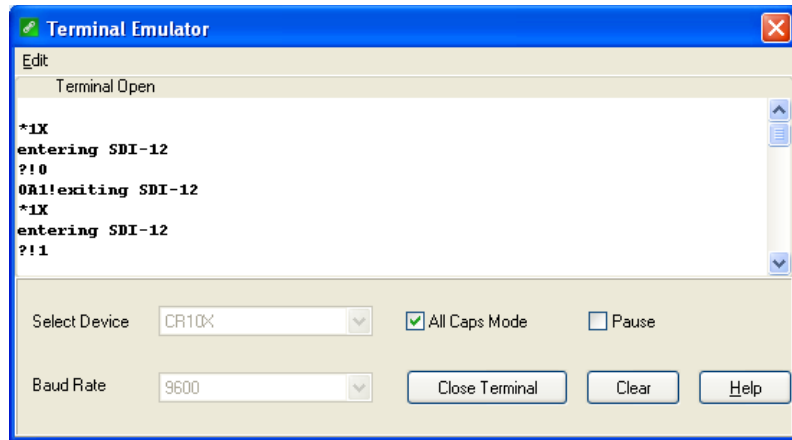 Terminal Emulator
Edit
Terminal Open
*1X
entering SDI-12
?!0
0A1!exiting SDI-12
*1X
entering SDI-12
?!1
Select Device CR10X All Caps Mode Pause
Baud Rate 9600 Close Terminal Clear Help